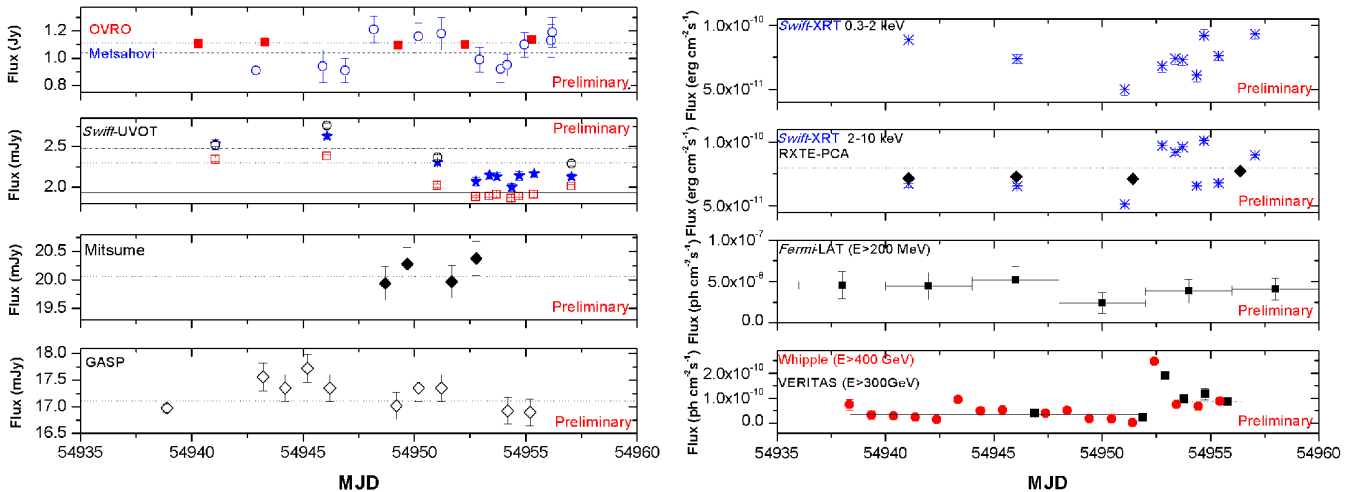 Flux (Jy)
1.2
1.0
0.8
OVRO
Metsahovi
Preliminary
Flux (mJy)
2.5
2.0
Swift-UVOT
Preliminary
Flux (mJy)
20.5
20.0
19.5
Mitsume
Preliminary
Flux (mJy)
18.0
17.5
17.0
16.5
GASP
Preliminary
54935 54940 54945 54950 54955 54960
MJD
Flux (erg cm-2s-1)
1.0x10-10
5.0x10-11
Swift-XRT 0.3-2 keV
Preliminary
Flux (erg cm-2s-1)
1.0x10-10
5.0x10-11
Swift-XRT 2-10 keV
RXTE-PCA
Preliminary
Flux (ph cm-2s-1)
1.0x10-7
5.0x10-8
0.0
Fermi-LAT (E>200 MeV)
Preliminary
Flux (ph cm-2s-1)
2.0x10-10
1.0x10-10
0.0
Whipple (E>400 GeV)
VERITAS (E>300GeV)
Preliminary
54935 54940 54945 54950 54955 54960
MJD